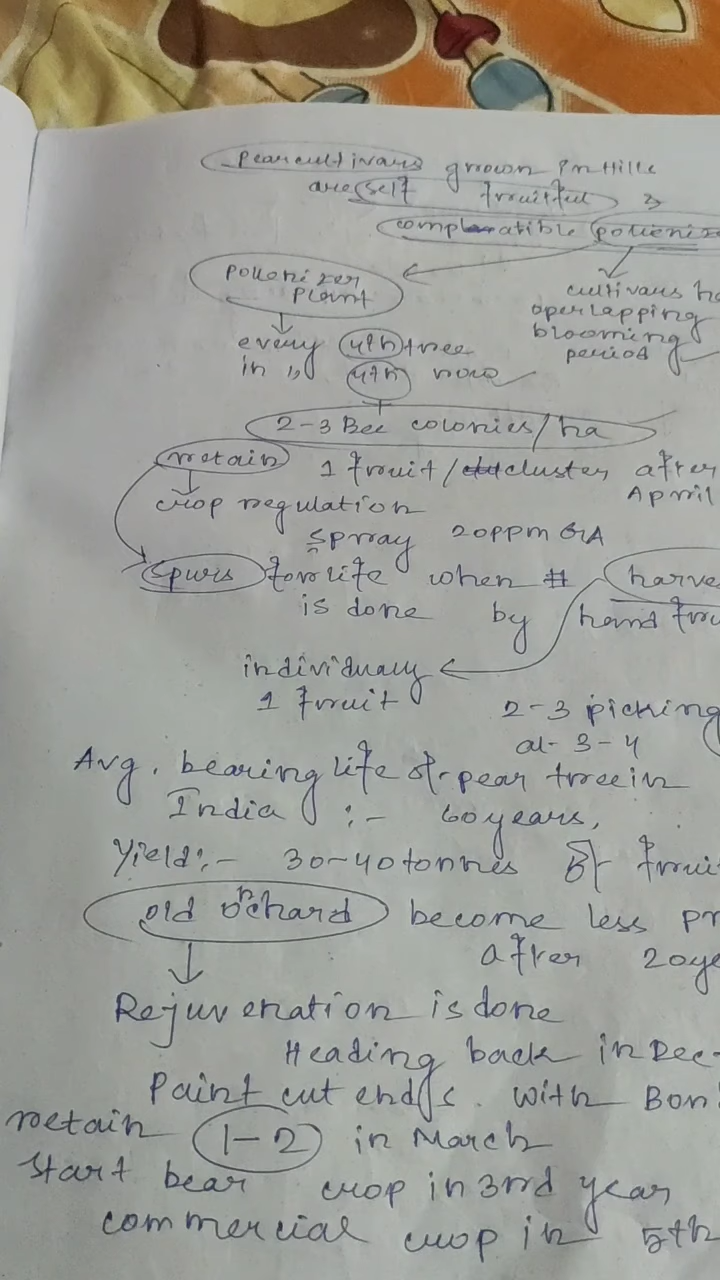 Pear cultivars grown in Hills
are self fruitful &
compatible
Pollenizer
plant
cultivars ha
overlapping
blooming
period
every 4th tree
in 4th row
2-3 Bee colonies/ha
retain 1 fruit/cluster after
April
crop regulation
spray 20ppm GA
spurs for life when #
is done by hand
harve
individually
1 fruit
2-3 picking
at 3-4
Avg. bearing life of pear tree in
India :- 60 years,
Yield:- 30-40 tonnes of frui
old orchard become less pr
after 20ye
Rejuvenation is done
Heading back in Dec-
Paint cut ends. with Bon
retain 1-2 in March
start bear crop in 3rd year
commercial crop in 5th